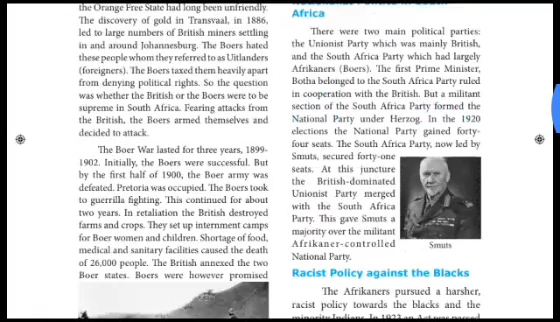 the Orange Free State had long been unfriendly.
The discovery of gold in Transvaal, in 1886,
led to large numbers of British miners settling
in and around Johannesburg. The Boers hated
these people whom they referred to as Uitlanders
(foreigners). The Boers taxed them heavily apart
from denying political rights. So the question
was whether the British or the Boers were to be
supreme in South Africa. Fearing attacks from
the British, the Boers armed themselves and
decided to attack.
The Boer War lasted for three years, 1899-
1902. Initially, the Boers were successful. But
by the first half of 1900, the Boer army was
defeated. Pretoria was occupied. The Boers took
to guerrilla fighting. This continued for about
two years. In retaliation the British destroyed
farms and crops. They set up internment camps
for Boer women and children. Shortage of food,
medical and sanitary facilities caused the death
of 26,000 people. The British annexed the two
Boer states. Boers were however promised
Africa
There were two main political parties:
the Unionist Party which was mainly British,
and the South Africa Party which had largely
Afrikaners (Boers). The first Prime Minister,
Botha belonged to the South Africa Party ruled
in cooperation with the British. But a militant
section of the South Africa Party formed the
National Party under Herzog. In the 1920
elections the National Party gained forty-
four seats. The South Africa Party, now led by
Smuts, secured forty-one
seats. At this juncture
the British-dominated
Unionist Party merged
with the South Africa
Party. This gave Smuts a
majority over the militant
Afrikaner-controlled
National Party.
Smuts
Racist Policy against the Blacks
The Afrikaners pursued a harsher,
racist policy towards the blacks and the
minority Indians. In 1923 an Act was passed